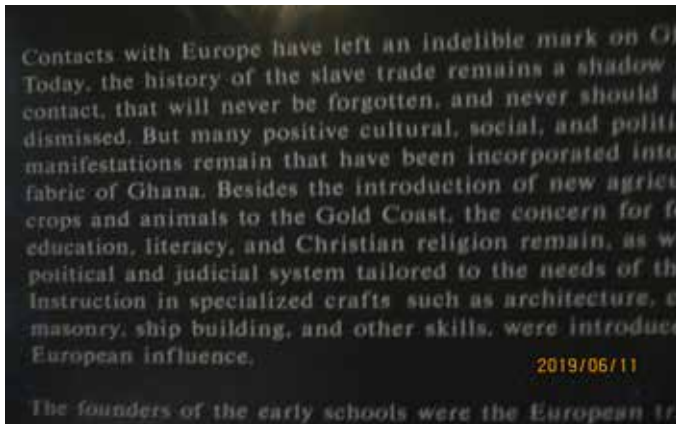 Contacts with Europe have left an indelible mark on
Today, the history of the slave trade remains a shadow
contact, that will never be forgotten, and never should
dismissed. But many positive cultural, social, and politi
manifestations remain that have been incorporated into
fabric of Ghana. Besides the introduction of new agricu
crops and animals to the Gold Coast, the concern for
education, literacy, and Christian religion remain, as w
political and judicial system tailored to the needs of th
Instruction in specialized crafts such as architecture,
masonry, ship building, and other skills, were introduce
European influence.
2019/06/11
The founders of the early schools were the European tr